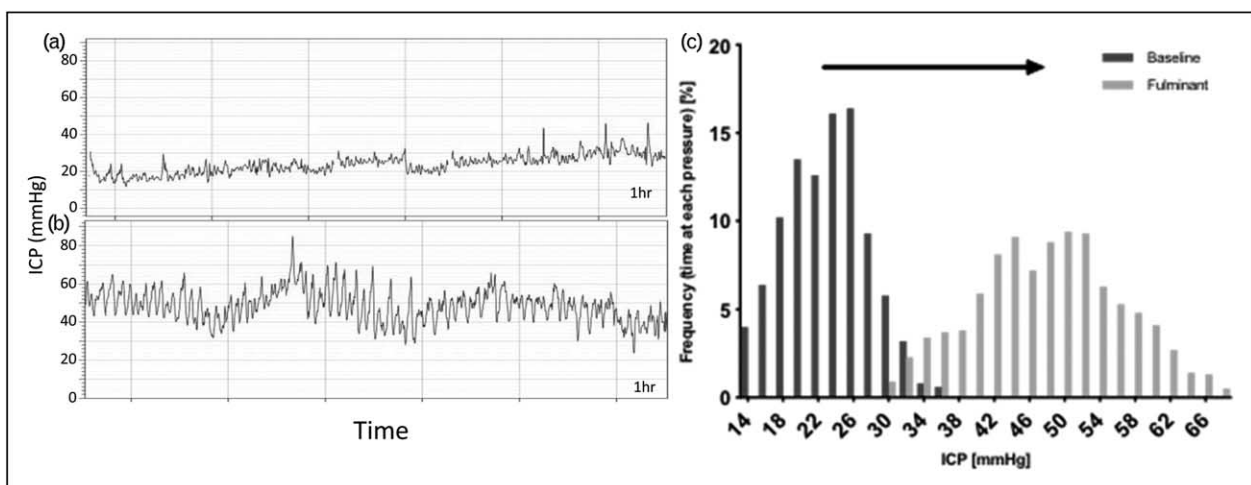 (a)
80
60
40
20
0
1hr
(b)
80
60
40
20
0
1hr
ICP (mmHg)
Time
(c)
20
15
10
5
0
Frequency (time at each pressure) [%]
Baseline
Fulminant
14 18 22 26 30 34 38 42 46 50 54 58 62 66
ICP [mmHg]